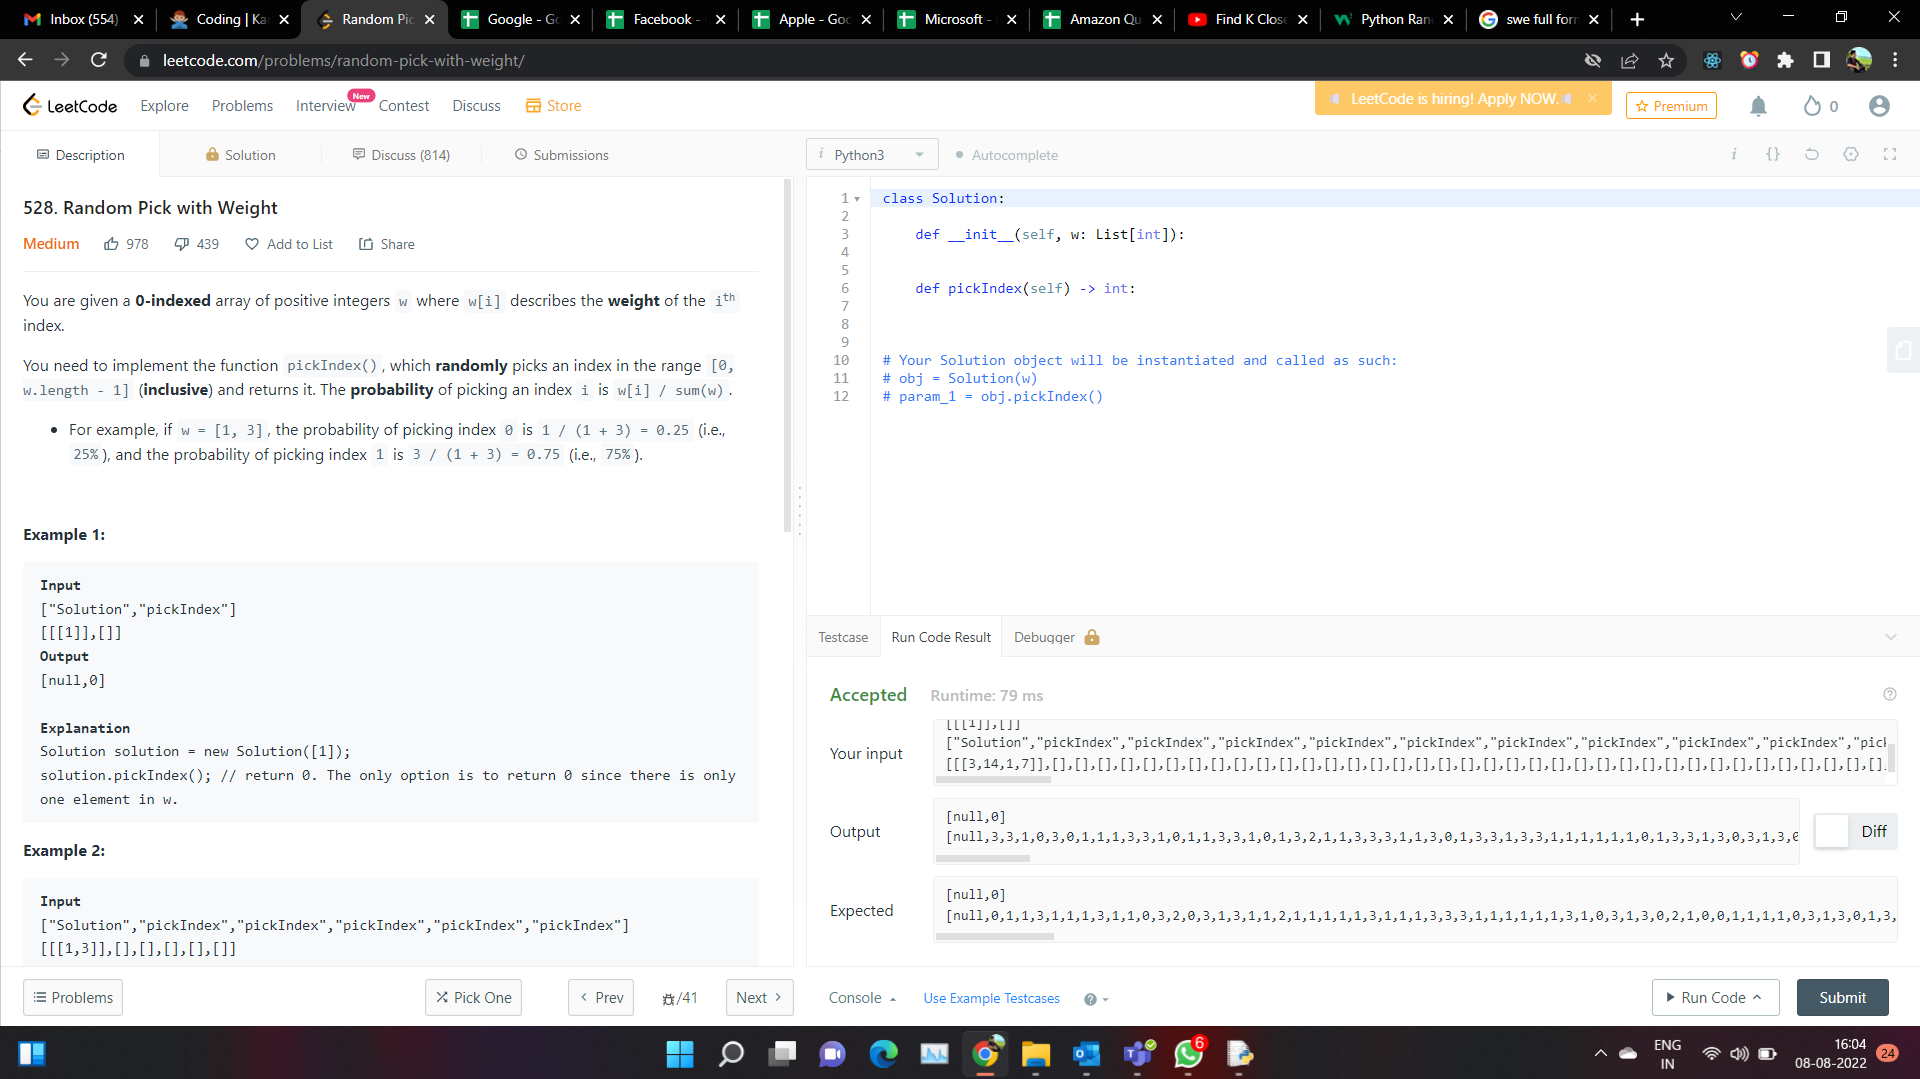 Inbox (554)
Coding | Ka
Random Pic
Google - Go
Facebook -
Apple - Goo
Microsoft -
Amazon Qu
Find K Close
Python Ran
swe full for
leetcode.com/problems/random-pick-with-weight/
LeetCode
Explore
Problems
Interview
New
Contest
Discuss
Store
LeetCode is hiring! Apply NOW.
Premium
0
Description
Solution
Discuss (814)
Submissions
i Python3
Autocomplete
528. Random Pick with Weight
Medium
978
439
Add to List
Share
You are given a 0-indexed array of positive integers w where w[i] describes the weight of the ith
index.
You need to implement the function pickIndex(), which randomly picks an index in the range [0,
w.length - 1] (inclusive) and returns it. The probability of picking an index i is w[i] / sum(w).
• For example, if w = [1, 3], the probability of picking index 0 is 1 / (1 + 3) = 0.25 (i.e.,
25%), and the probability of picking index 1 is 3 / (1 + 3) = 0.75 (i.e., 75%).
Example 1:
Input
["Solution","pickIndex"]
[[[1]],[]]
Output
[null,0]
Explanation
Solution solution = new Solution([1]);
solution.pickIndex(); // return 0. The only option is to return 0 since there is only
one element in w.
Example 2:
Input
["Solution","pickIndex","pickIndex","pickIndex","pickIndex","pickIndex"]
[[[1,3]],[],[],[],[],[]]
1 class Solution:
2
3 def __init__(self, w: List[int]):
4
5
6 def pickIndex(self) -> int:
7
8
9
10 # Your Solution object will be instantiated and called as such:
11 # obj = Solution(w)
12 # param_1 = obj.pickIndex()
Testcase
Run Code Result
Debugger
Accepted
Runtime: 79 ms
Your input
[[[1]],[]]
["Solution","pickIndex","pickIndex","pickIndex","pickIndex","pickIndex","pickIndex","pickIndex","pickIndex","pickIndex","pick
[[[3,14,1,7]],[],[],[],[],[],[],[],[],[],[],[],[],[],[],[],[],[],[],[],[],[],[],[],[],[],[],[],[],[],[],[],[],[],[],[],[],[]
Output
[null,0]
[null,3,3,1,0,3,0,1,1,1,3,3,1,0,1,1,3,3,1,0,1,3,2,1,1,3,3,3,1,1,3,0,1,3,3,1,3,3,1,1,1,1,1,1,0,1,3,3,1,3,0,3,1,3,0
Diff
Expected
[null,0]
[null,0,1,1,3,1,1,1,3,1,1,0,3,2,0,3,1,3,1,1,2,1,1,1,1,1,3,1,1,1,3,3,3,1,1,1,1,1,1,3,1,0,3,1,3,0,2,1,0,0,1,1,1,1,0,3,1,3,0,1,3,
Problems
Pick One
Prev
/41
Next
Console
Use Example Testcases
Run Code
Submit
6
ENG
IN
16:04
08-08-2022
24